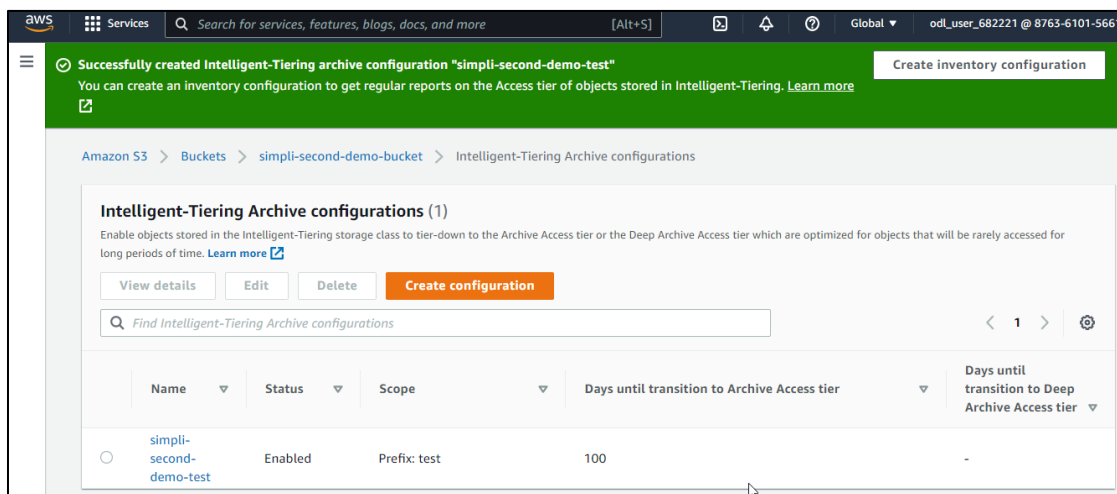 aws
Services
Search for services, features, blogs, docs, and more
[Alt+S]
Global
odl_user_682221 @ 8763-6101-566
Successfully created Intelligent-Tiering archive configuration "simpli-second-demo-test"
Create inventory configuration
You can create an inventory configuration to get regular reports on the Access tier of objects stored in Intelligent-Tiering. Learn more
Amazon S3 > Buckets > simpli-second-demo-bucket > Intelligent-Tiering Archive configurations
Intelligent-Tiering Archive configurations (1)
Enable objects stored in the Intelligent-Tiering storage class to tier-down to the Archive Access tier or the Deep Archive Access tier which are optimized for objects that will be rarely accessed for
long periods of time. Learn more
View details
Edit
Delete
Create configuration
Find Intelligent-Tiering Archive configurations
< 1 >
Name
Status
Scope
Days until transition to Archive Access tier
Days until
transition to Deep
Archive Access tier
simpli-
second-
demo-test
Enabled
Prefix: test
100
-